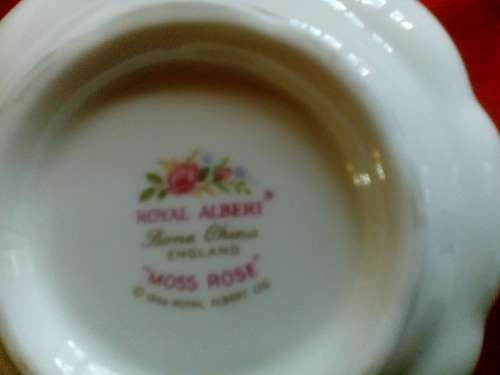 ROYAL ALBERT®
Bone China
ENGLAND
"MOSS ROSE"
© ROYAL ALBERT LTD